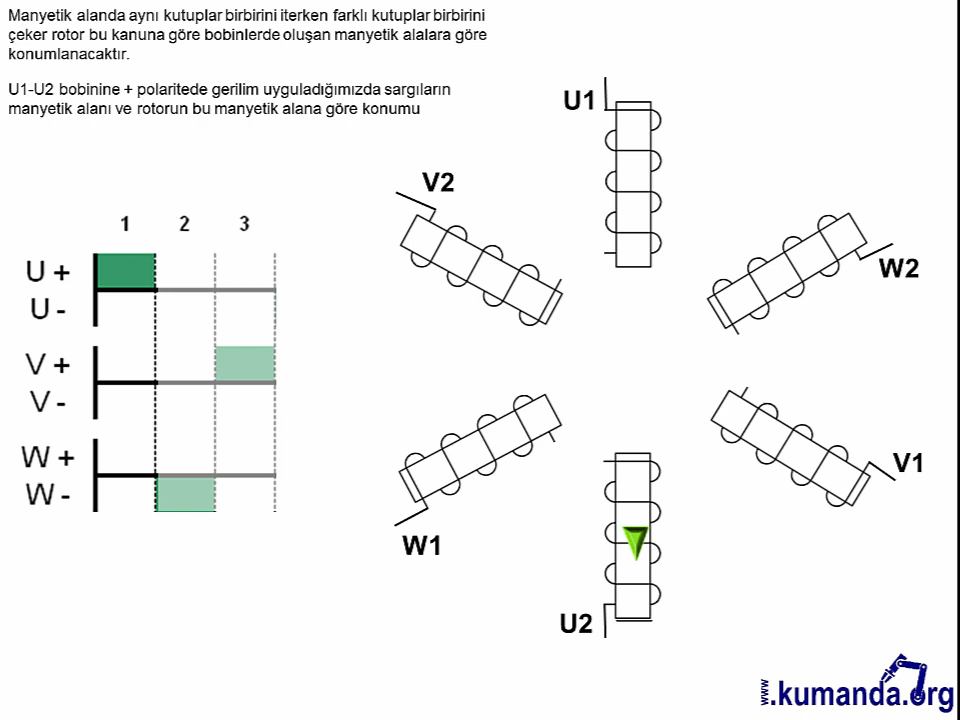 Manyetik alanda aynı kutuplar birbirini iterken farklı kutuplar birbirini
çeker rotor bu kanuna göre bobinlerde oluşan manyetik alalara göre
konumlanacaktır.
U1-U2 bobinine + polaritede gerilim uyguladığımızda sargıların
manyetik alanı ve rotorun bu manyetik alana göre konumu
U1
V2
W2
1 2 3
U +
U -
V +
V -
W +
W -
V1
W1
U2
www.kumanda.org